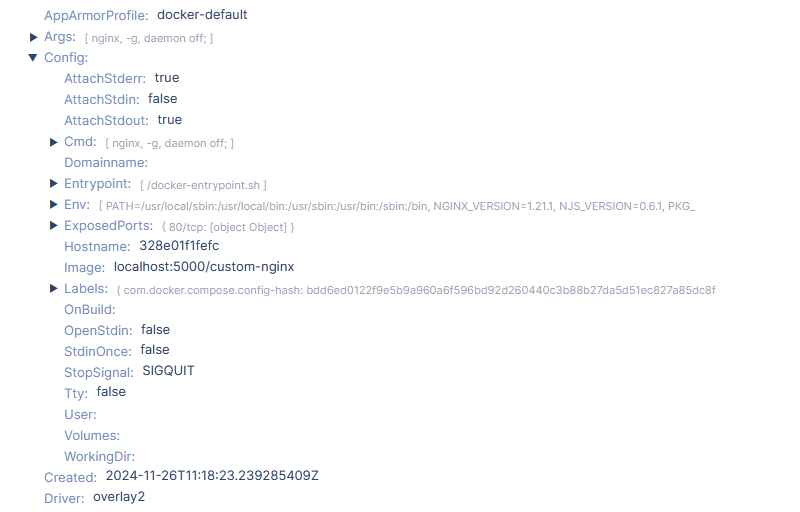 AppArmorProfile: docker-default
Args: [ nginx, -g, daemon off; ]
Config:
AttachStderr: true
AttachStdin: false
AttachStdout: true
Cmd: [ nginx, -g, daemon off; ]
Domainname:
Entrypoint: [ /docker-entrypoint.sh ]
Env: [ PATH=/usr/local/sbin:/usr/local/bin:/usr/sbin:/usr/bin:/sbin:/bin, NGINX_VERSION=1.21.1, NJS_VERSION=0.6.1, PKG_
ExposedPorts: { 80/tcp: [object Object] }
Hostname: 328e01f1fefc
Image: localhost:5000/custom-nginx
Labels: { com.docker.compose.config-hash: bdd6ed0122f9e5b9a960a6f596bd92d260440c3b88b27da5d51ec827a85dc8f
OnBuild:
OpenStdin: false
StdinOnce: false
StopSignal: SIGQUIT
Tty: false
User:
Volumes:
WorkingDir:
Created: 2024-11-26T11:18:23.239285409Z
Driver: overlay2